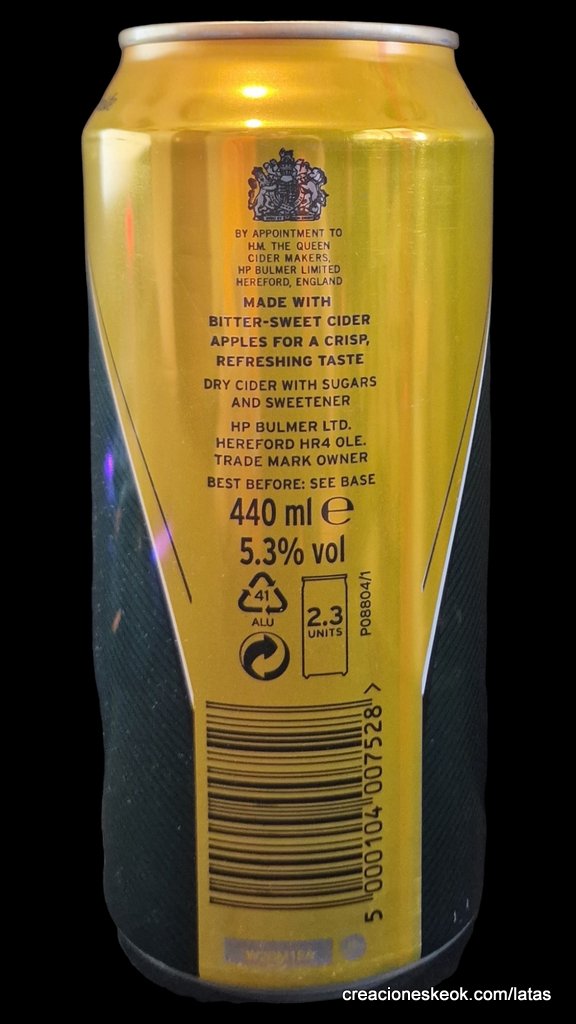 BY APPOINTMENT TO
H.M. THE QUEEN
CIDER MAKERS,
HP BULMER LIMITED
HEREFORD, ENGLAND
MADE WITH
BITTER-SWEET CIDER
APPLES FOR A CRISP,
REFRESHING TASTE
DRY CIDER WITH SUGARS
AND SWEETENER
HP BULMER LTD.
HEREFORD HR4 OLE.
TRADE MARK OWNER
BEST BEFORE: SEE BASE
440 ml e
5.3% vol
41
ALU
2.3
UNITS
P08804/1
5 000104 007528 >
creacioneskeok.com/latas